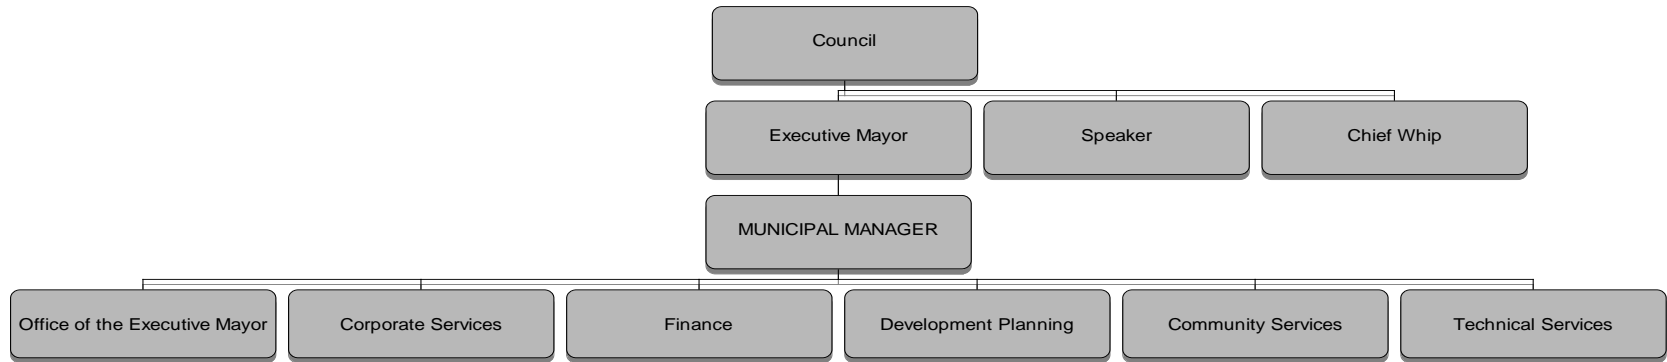 Council
Executive Mayor
Speaker
Chief Whip
MUNICIPAL MANAGER
Office of the Executive Mayor
Corporate Services
Finance
Development Planning
Community Services
Technical Services